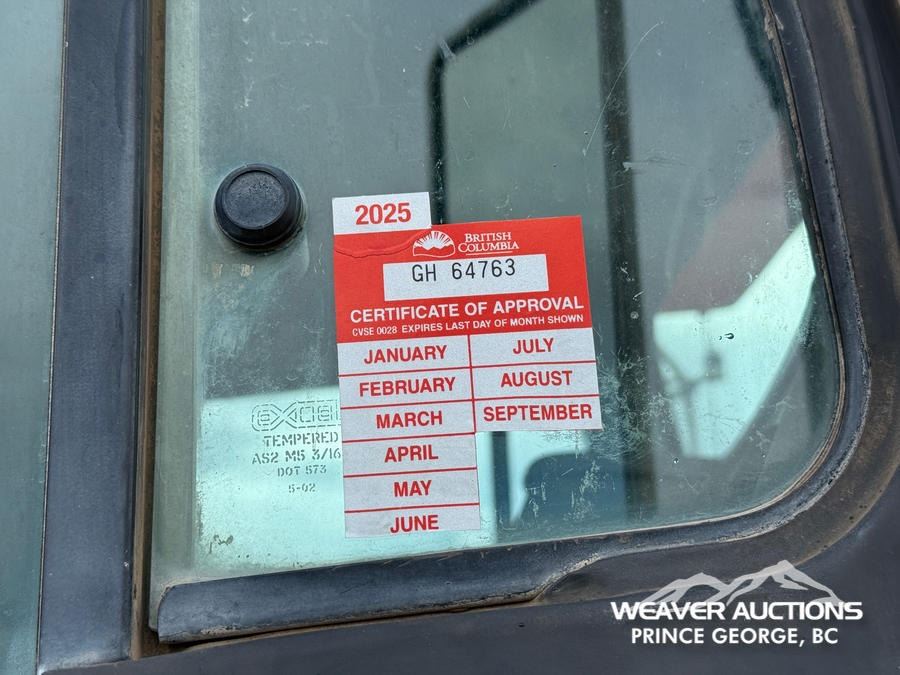 2025
BRITISH
COLUMBIA
GH 64763
CERTIFICATE OF APPROVAL
CVSE 0028 EXPIRES LAST DAY OF MONTH SHOWN
JANUARY JULY
FEBRUARY AUGUST
MARCH SEPTEMBER
APRIL
MAY
JUNE
TEMPERED
AS2 M5 3/16
DOT 573
5-02
WEAVER AUCTIONS
PRINCE GEORGE, BC